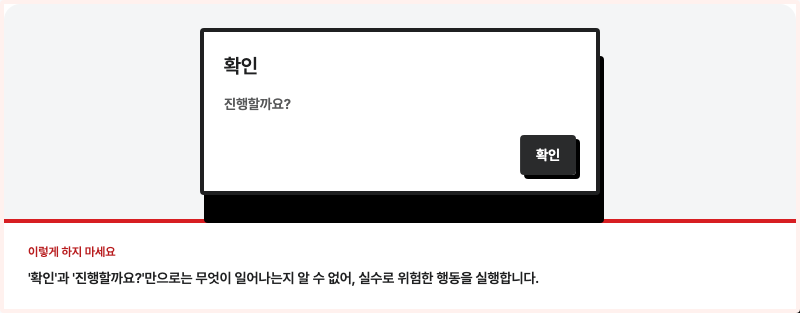 확인
진행할까요?
확인
이렇게 하지 마세요
'확인'과 '진행할까요?'만으로는 무엇이 일어나는지 알 수 없어, 실수로 위험한 행동을 실행합니다.